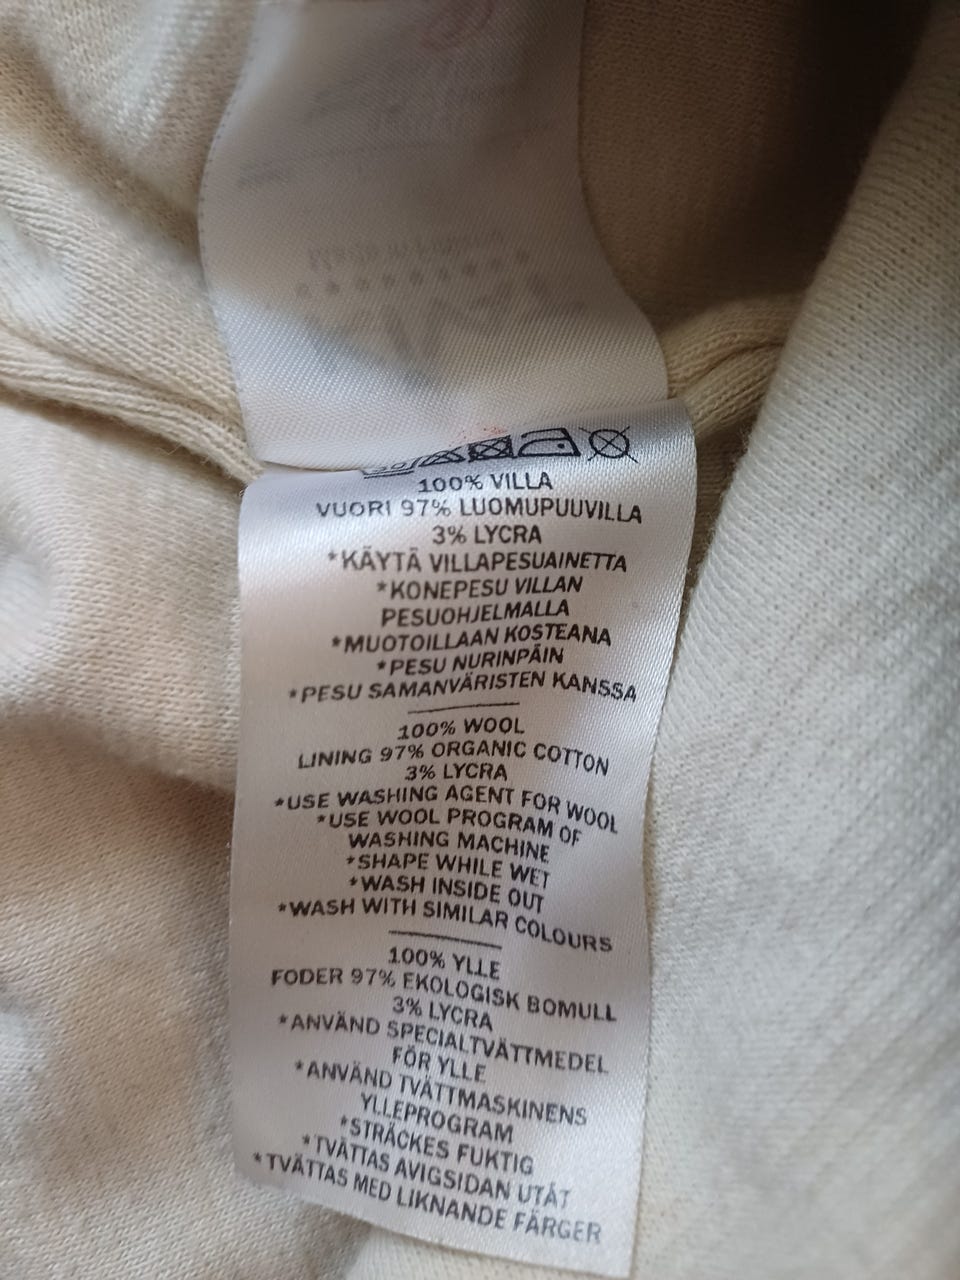 100% VILLA
VUORI 97% LUOMUPUUVILLA
3% LYCRA
*KÄYTÄ VILLAPESUAINETTA
*KONEPESU VILLAN
PESUOHJELMALLA
*MUOTOILLAAN KOSTEANA
*PESU NURINPÄIN
*PESU SAMANVÄRISTEN KANSSA
100% WOOL
LINING 97% ORGANIC COTTON
3% LYCRA
*USE WASHING AGENT FOR WOOL
*USE WOOL PROGRAM OF
WASHING MACHINE
*SHAPE WHILE WET
*WASH INSIDE OUT
*WASH WITH SIMILAR COLOURS
100% YLLE
FODER 97% EKOLOGISK BOMULL
3% LYCRA
*ANVÄND SPECIALTVÄTTMEDEL
FÖR YLLE
*ANVÄND TVÄTTMASKINENS
YLLEPROGRAM
*STRÄCKES FUKTIG
*TVÄTTAS AVIGSIDAN UTÅT
*TVÄTTAS MED LIKNANDE FÄRGER